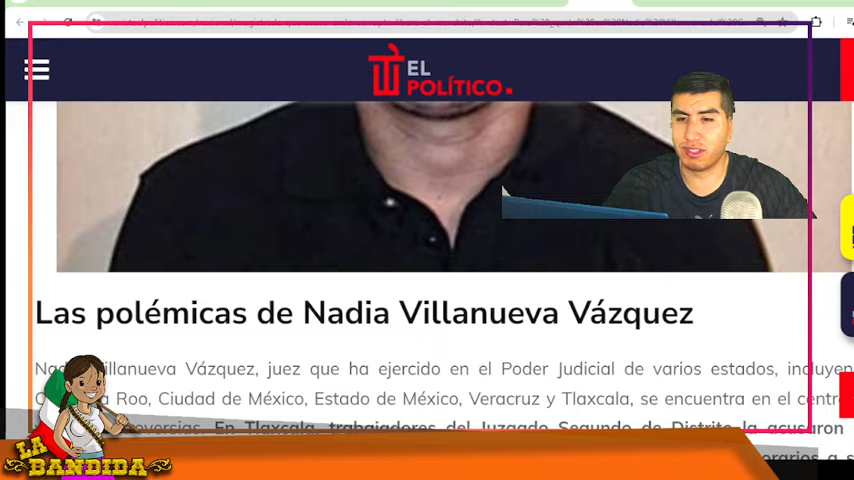 EL
POLÍTICO.
Las polémicas de Nadia Villanueva Vázquez
Villanueva Vázquez, juez que ha ejercido en el Poder Judicial de varios estados,
Roo, Ciudad de México, Estado de México, Veracruz y Tlaxcala, se encuentra en el
En Tlaxcala, trabajadores del Juzgado Segundo de Distrito la acusaron
LA
BANDIDA